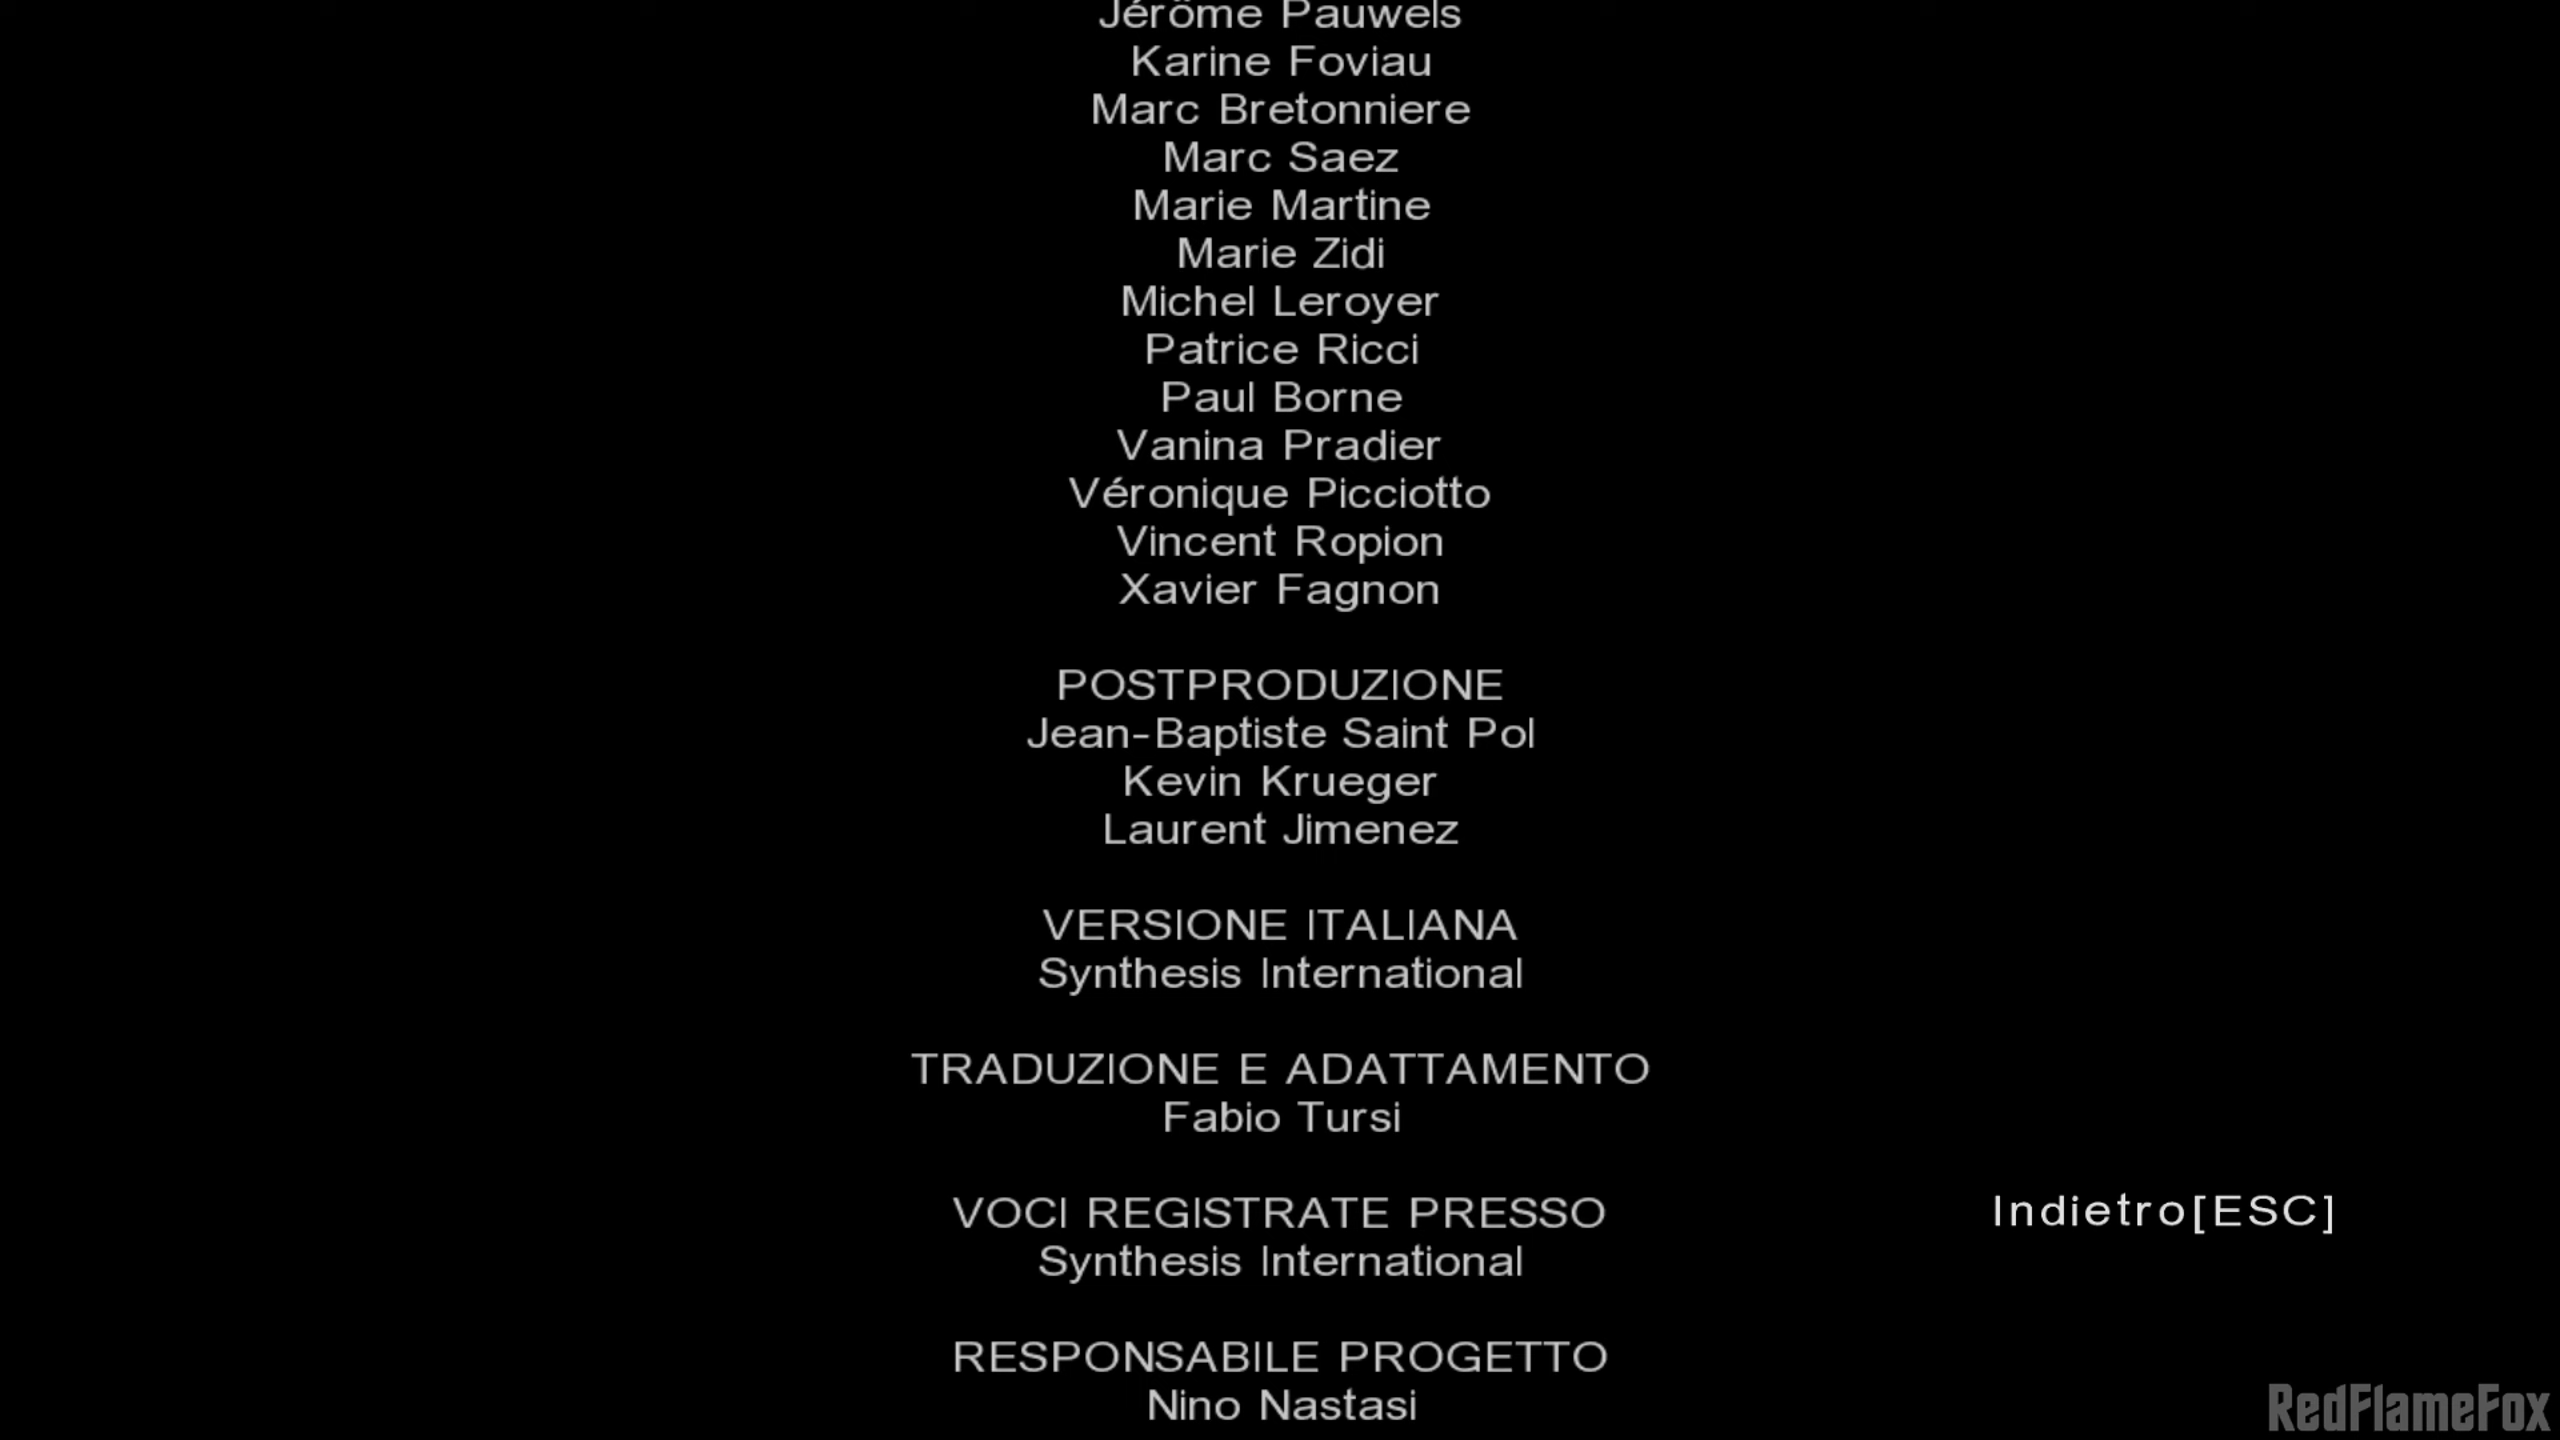 Jérôme Pauwels
Karine Foviau
Marc Bretonniere
Marc Saez
Marie Martine
Marie Zidi
Michel Leroyer
Patrice Ricci
Paul Borne
Vanina Pradier
Véronique Picciotto
Vincent Ropion
Xavier Fagnon
POSTPRODUZIONE
Jean-Baptiste Saint Pol
Kevin Krueger
Laurent Jimenez
VERSIONE ITALIANA
Synthesis International
TRADUZIONE E ADATTAMENTO
Fabio Tursi
VOCI REGISTRATE PRESSO
Synthesis International
Indietro[ESC]
RESPONSABILE PROGETTO
Nino Nastasi
RedFlameFox